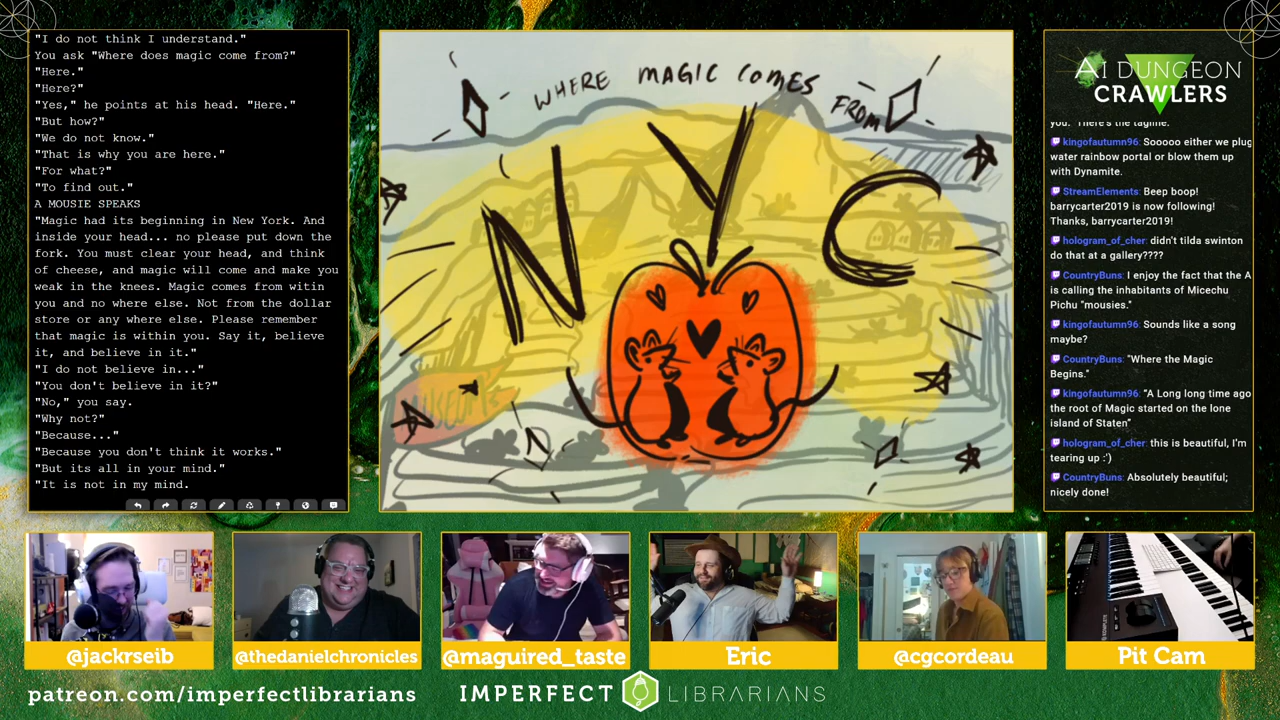 "I do not think I understand."
You ask "Where does magic come from?"
"Here."
"Here?"
"Yes," he points at his head. "Here."
"But how?"
"We do not know."
"That is why you are here."
"For what?"
"To find out."
A MOUSIE SPEAKS
"Magic had its beginning in New York. And
inside your head... no please put down the
fork. You must clear your head, and think
of cheese, and magic will come and make you
weak in the knees. Magic comes from witin
you and no where else. Not from the dollar
store or any where else. Please remember
that magic is within you. Say it, believe
it, and believe in it."
"I do not believe in..."
"You don't believe in it?"
"No," you say.
"Why not?"
"Because..."
"Because you don't think it works."
"But its all in your mind."
"It is not in my mind.
WHERE MAGIC COMES FROM
NYC
MUSEUMS
AI DUNGEON
CRAWLERS
you. "There's the tagline.
kingofautumn96: Sooooo either we plug
water rainbow portal or blow them up
with Dynamite.
StreamElements: Beep boop!
barrycarter2019 is now following!
Thanks, barrycarter2019!
hologram_of_cher: didn't tilda swinton
do that at a gallery????
CountryBuns: I enjoy the fact that the A
is calling the inhabitants of Micechu
Pichu "mousies."
kingofautumn96: Sounds like a song
maybe?
CountryBuns: "Where the Magic
Begins."
kingofautumn96: "A Long long time ago
the root of Magic started on the lone
island of Staten"
hologram_of_cher: this is beautiful, I'm
tearing up :')
CountryBuns: Absolutely beautiful;
nicely done!
@jackrseib
@thedanielchronicles
@maguired_taste
Eric
@cgcordeau
Pit Cam
patreon.com/imperfectlibrarians
IMPERFECT LIBRARIANS